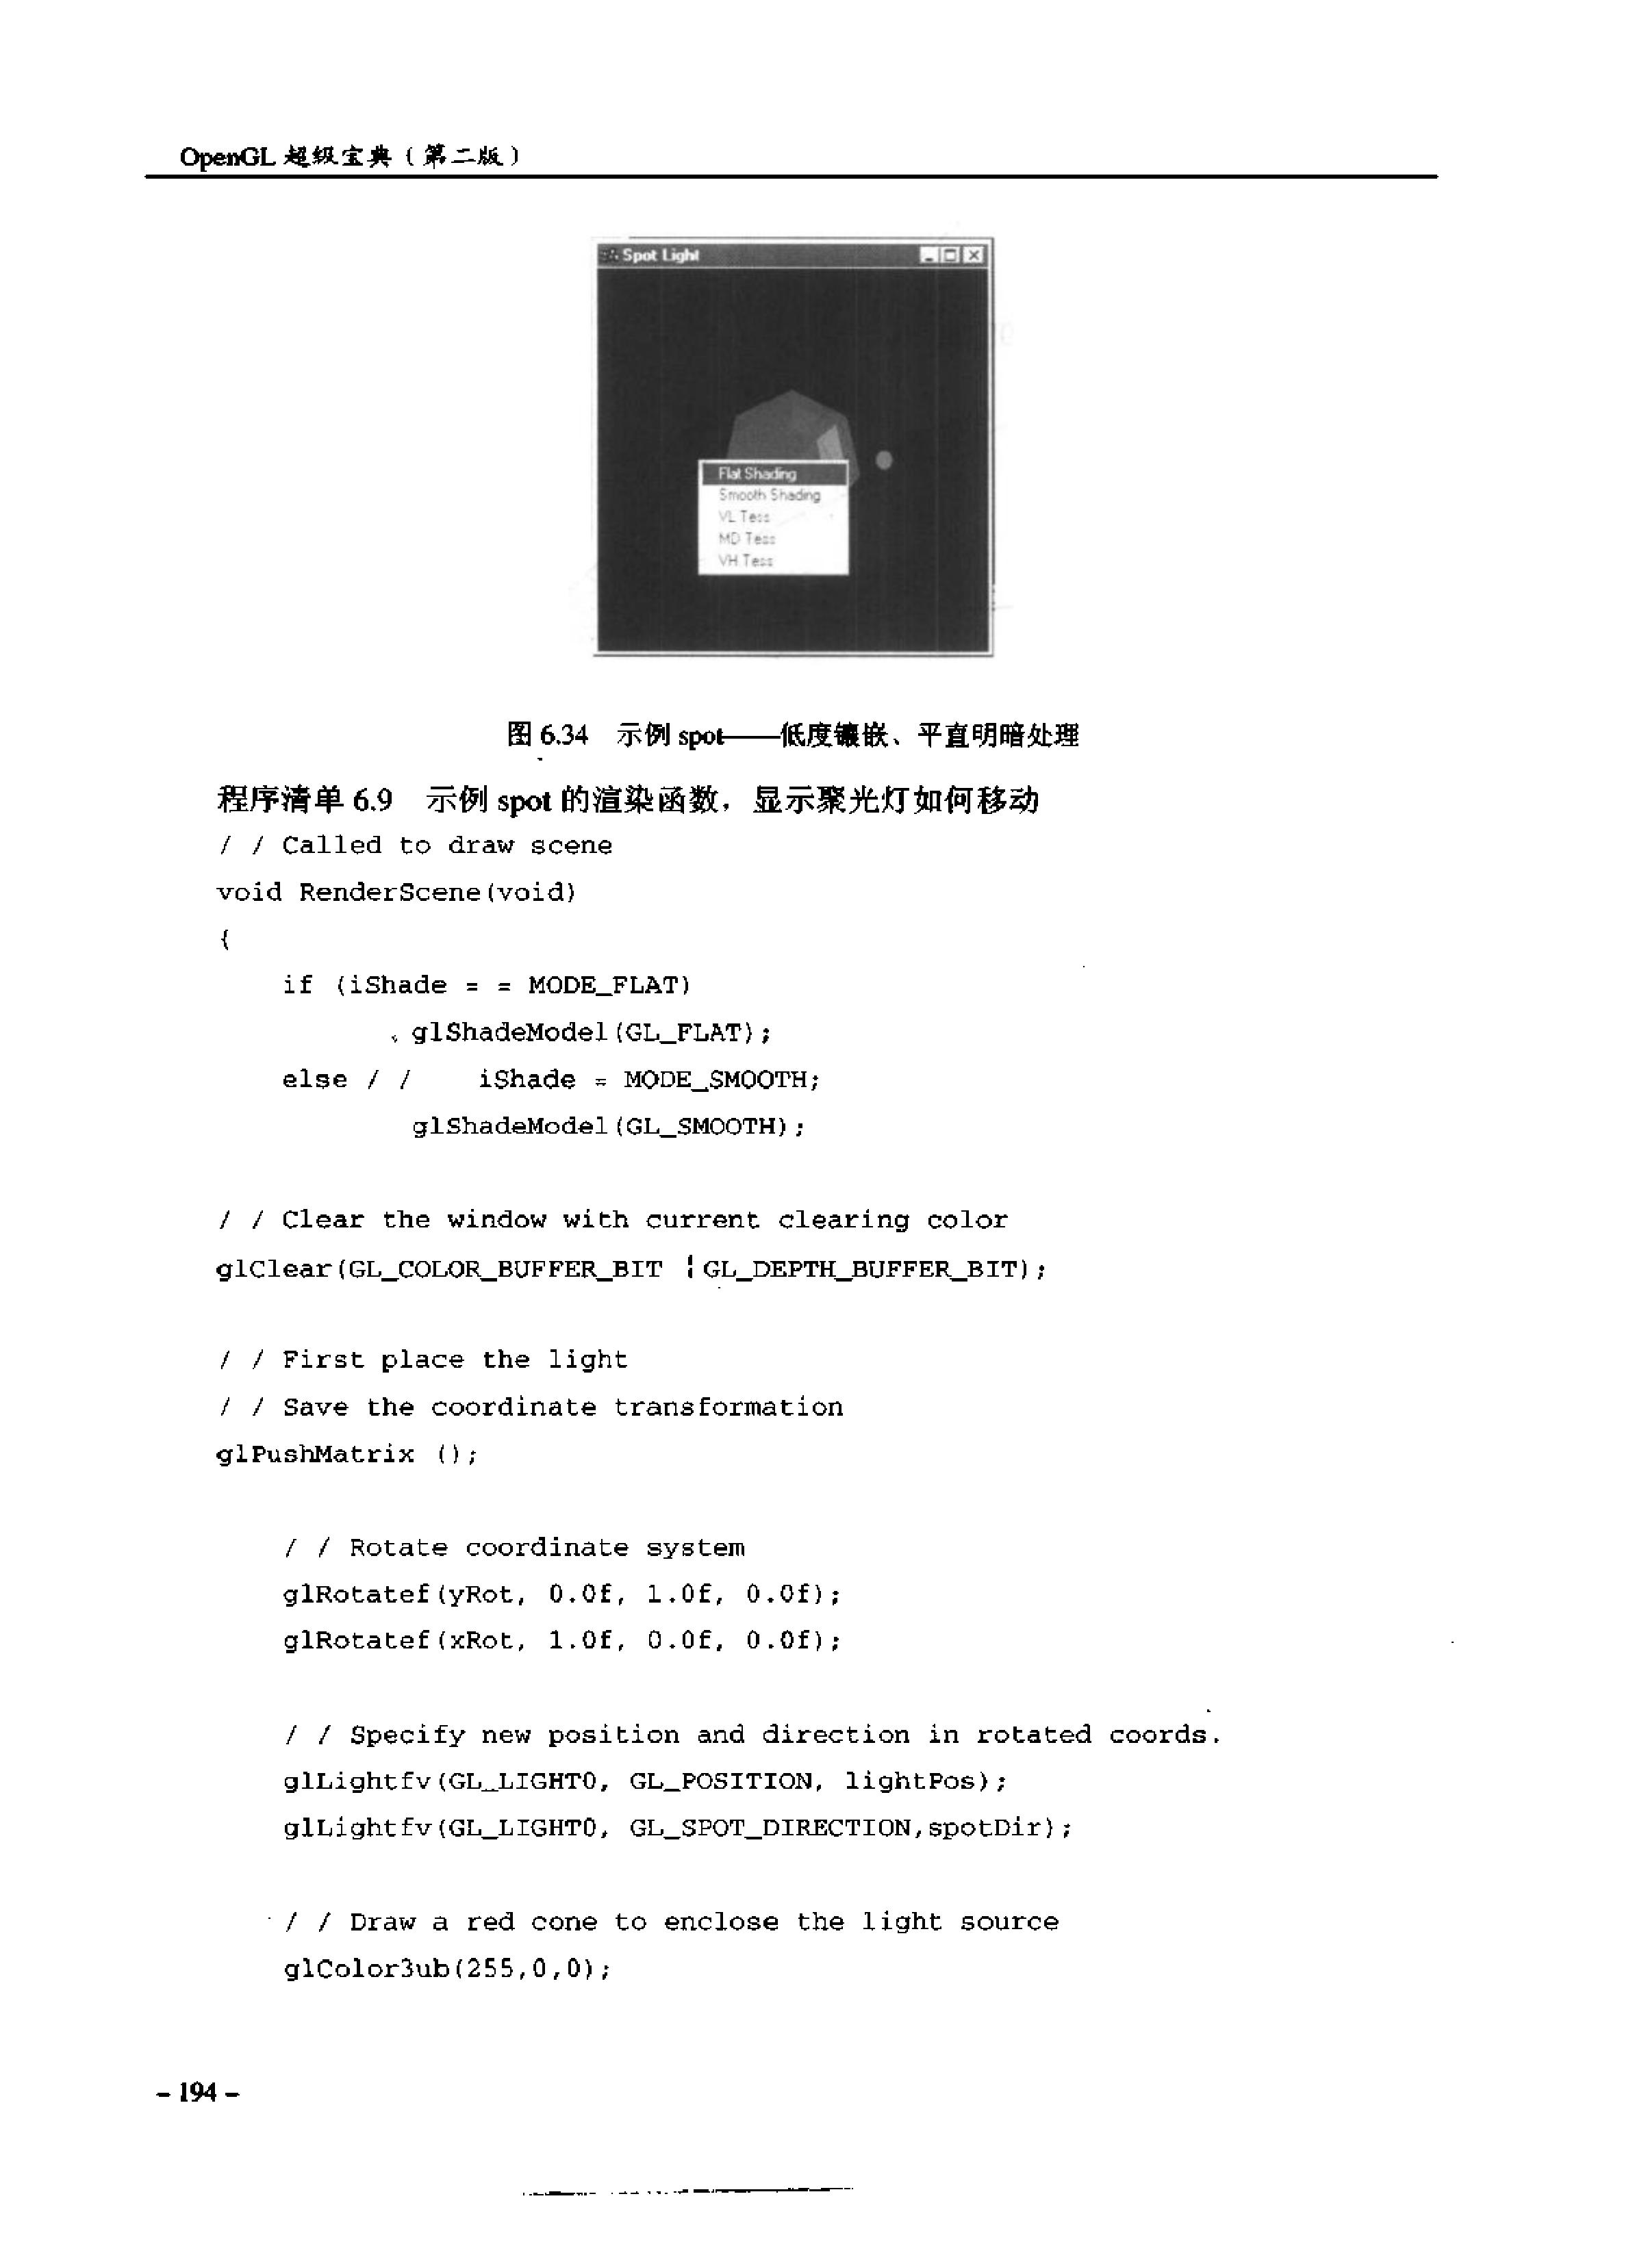 OpenGL 超级宝典（第二版）
Spot Light
Flat Shading
Smooth Shading
VL Tess
MD Tess
VH Tess
图 6.34 示例 spot——低度镶嵌、平直明暗处理
程序清单 6.9 示例 spot 的渲染函数，显示聚光灯如何移动
/ / Called to draw scene
void RenderScene(void)
{
if (iShade = = MODE_FLAT)
glShadeModel(GL_FLAT);
else / / iShade = MODE_SMOOTH;
glShadeModel(GL_SMOOTH);
/ / Clear the window with current clearing color
glClear(GL_COLOR_BUFFER_BIT ¦ GL_DEPTH_BUFFER_BIT);
/ / First place the light
/ / Save the coordinate transformation
glPushMatrix ();
/ / Rotate coordinate system
glRotatef(yRot, 0.0f, 1.0f, 0.0f);
glRotatef(xRot, 1.0f, 0.0f, 0.0f);
/ / Specify new position and direction in rotated coords.
glLightfv(GL_LIGHT0, GL_POSITION, lightPos);
glLightfv(GL_LIGHT0, GL_SPOT_DIRECTION,spotDir);
/ / Draw a red cone to enclose the light source
glColor3ub(255,0,0);
- 194 -